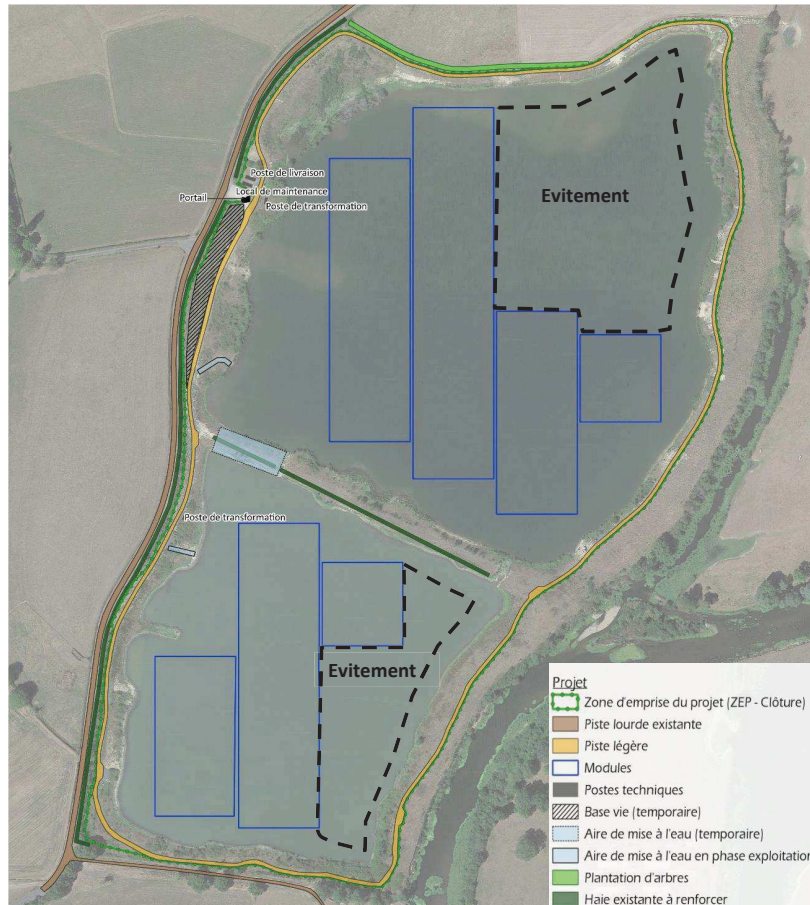 Evitement
Poste de livraison
Local de maintenance
Portail
Poste de transformation
Poste de transformation
Evitement
Projet
Zone d'emprise du projet (ZEP - Clôture)
Piste lourde existante
Piste légère
Modules
Postes techniques
Base vie (temporaire)
Aire de mise à l'eau (temporaire)
Aire de mise à l'eau en phase exploitation
Plantation d'arbres
Haie existante à renforcer